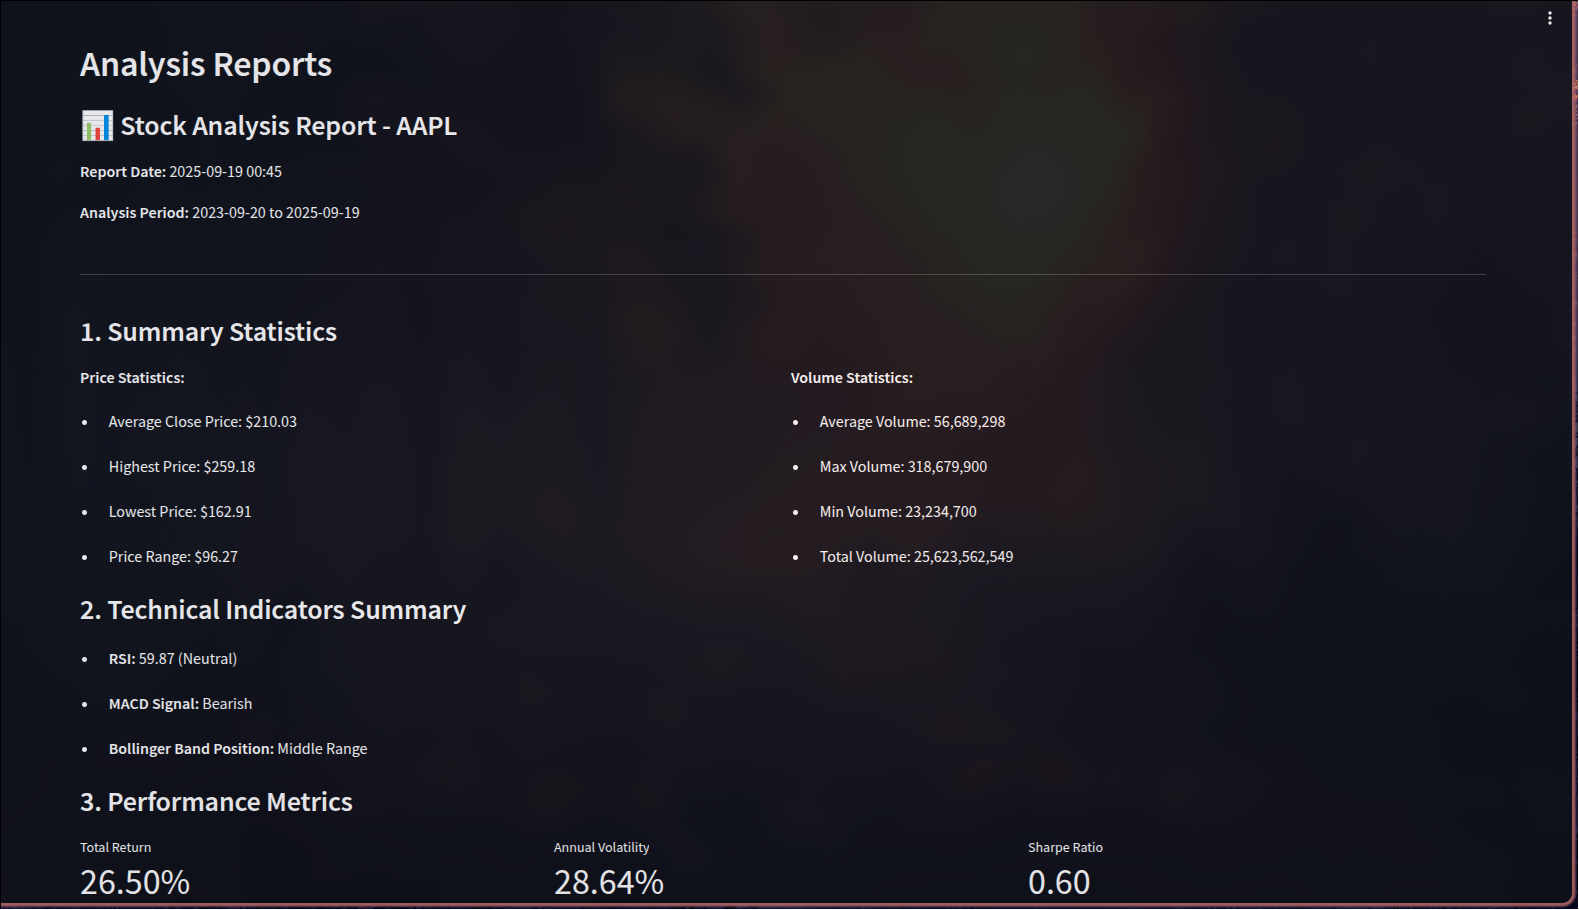 Analysis Reports
📊 Stock Analysis Report - AAPL
Report Date: 2025-09-19 00:45
Analysis Period: 2023-09-20 to 2025-09-19
1. Summary Statistics
Price Statistics:
• Average Close Price: $210.03
• Highest Price: $259.18
• Lowest Price: $162.91
• Price Range: $96.27
Volume Statistics:
• Average Volume: 56,689,298
• Max Volume: 318,679,900
• Min Volume: 23,234,700
• Total Volume: 25,623,562,549
2. Technical Indicators Summary
• RSI: 59.87 (Neutral)
• MACD Signal: Bearish
• Bollinger Band Position: Middle Range
3. Performance Metrics
Total Return
26.50%
Annual Volatility
28.64%
Sharpe Ratio
0.60